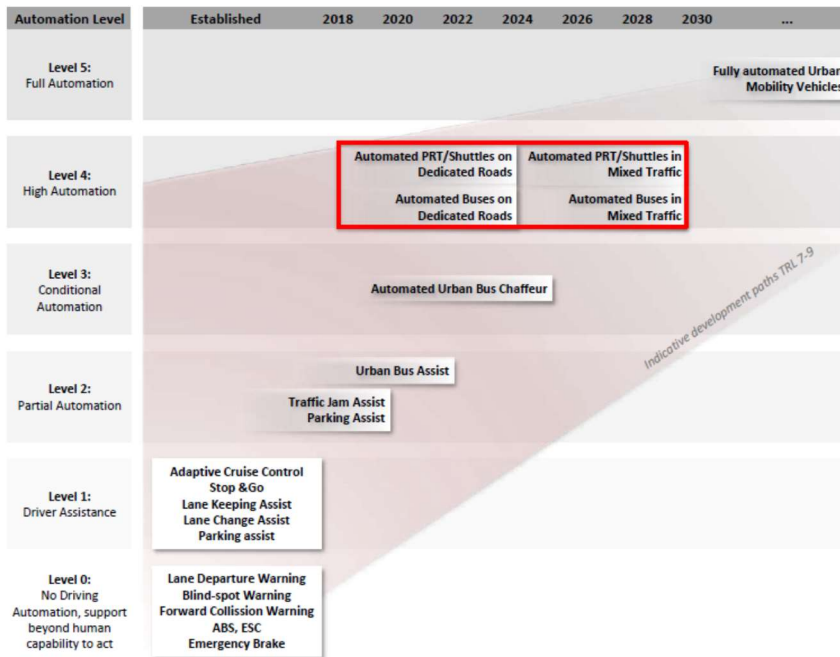 Automation Level Established 2018 2020 2022 2024 2026 2028 2030 ...
Level 5:
Full Automation
Fully automated Urban
Mobility Vehicles
Level 4:
High Automation
Automated PRT/Shuttles on
Dedicated Roads
Automated PRT/Shuttles in
Mixed Traffic
Automated Buses on
Dedicated Roads
Automated Buses in
Mixed Traffic
Level 3:
Conditional
Automation
Automated Urban Bus Chaffeur
Indicative development paths TRL 7-9
Level 2:
Partial Automation
Urban Bus Assist
Traffic Jam Assist
Parking Assist
Level 1:
Driver Assistance
Adaptive Cruise Control
Stop &Go
Lane Keeping Assist
Lane Change Assist
Parking assist
Level 0:
No Driving
Automation, support
beyond human
capability to act
Lane Departure Warning
Blind-spot Warning
Forward Collission Warning
ABS, ESC
Emergency Brake